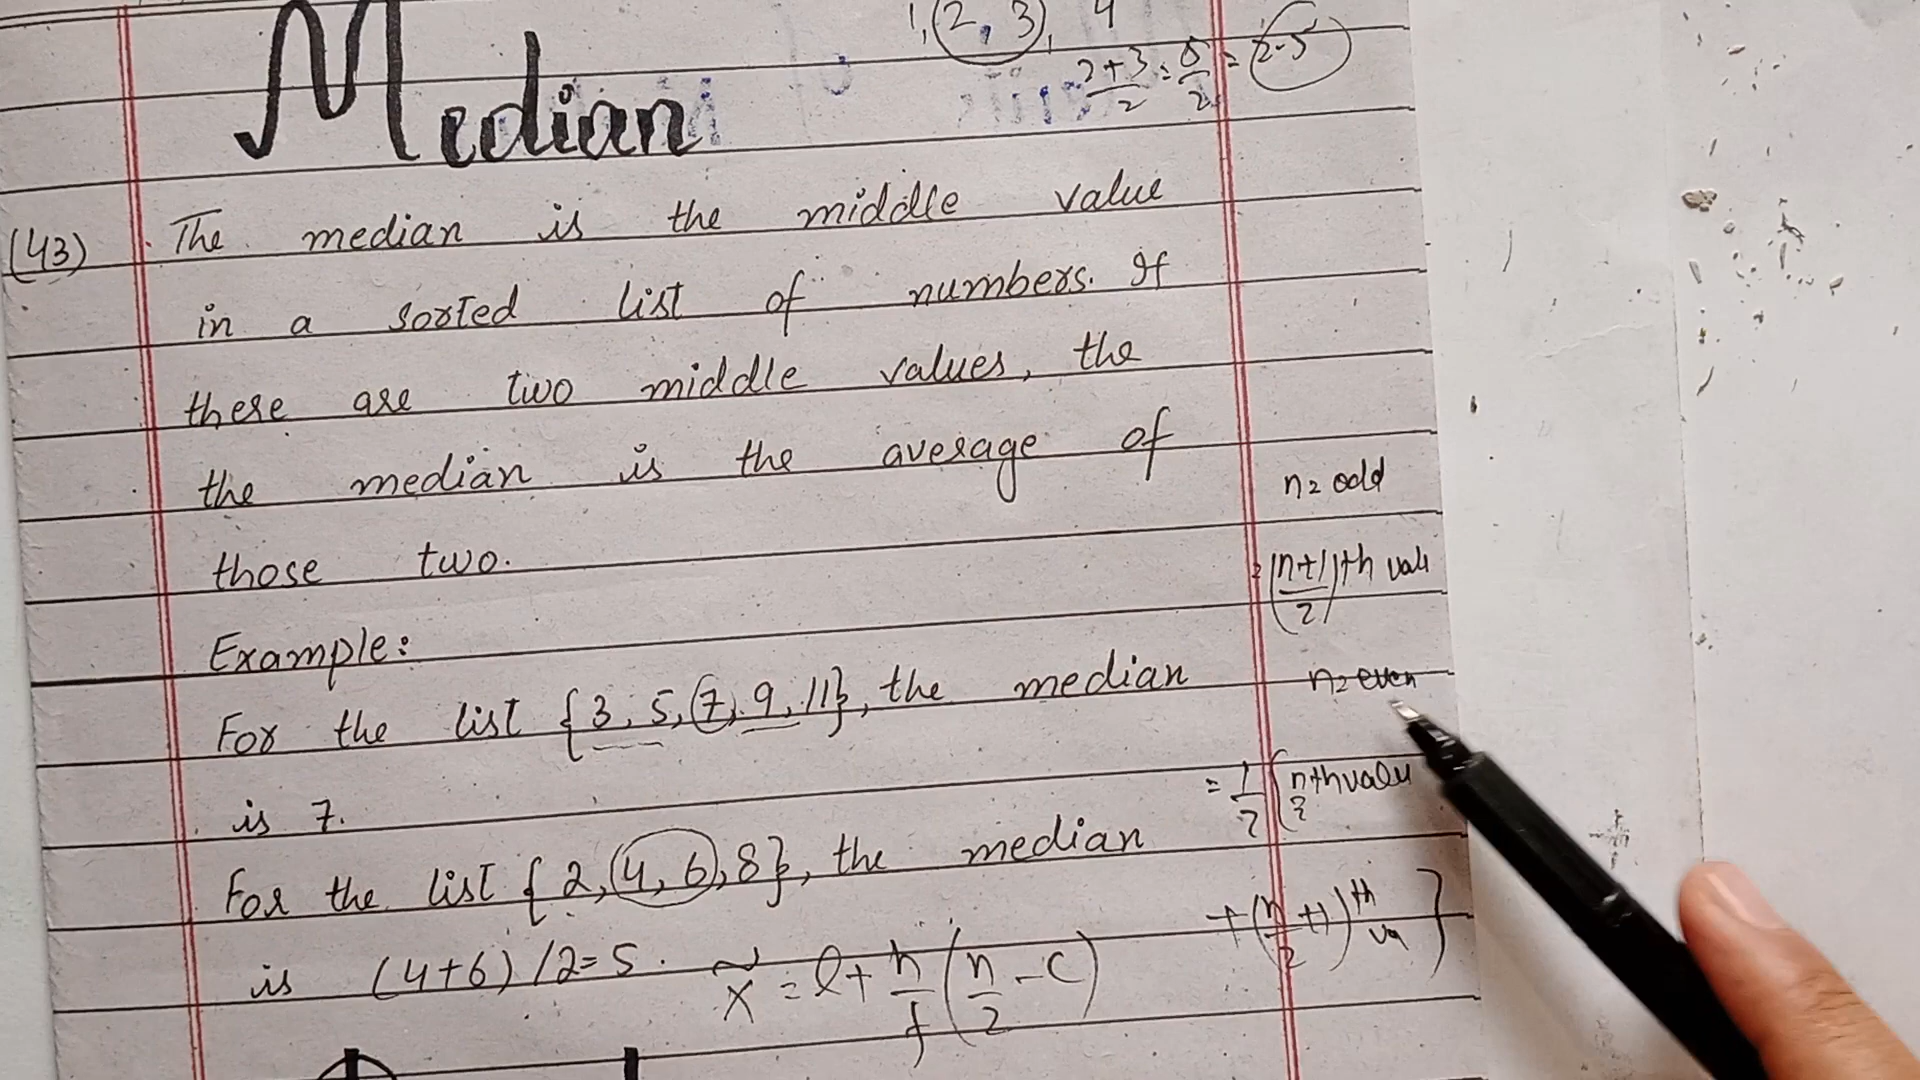 1, 2, 3, 4
2+3/2 = 5/2 = 2.5
Median
(43) The median is the middle value
in a sorted list of numbers. If
there are two middle values, the
the median is the average of
those two.
Example:
For the list {3, 5, 7, 9, 11}, the median
is 7.
For the list {2, 4, 6, 8}, the median
is (4+6)/2=5.
x̃ = l + h/f (n/2 - C)
n = odd
= (n+1/2)th valu
n = even
= 1/2 [n/2 th value
+ (n/2 + 1)th va]